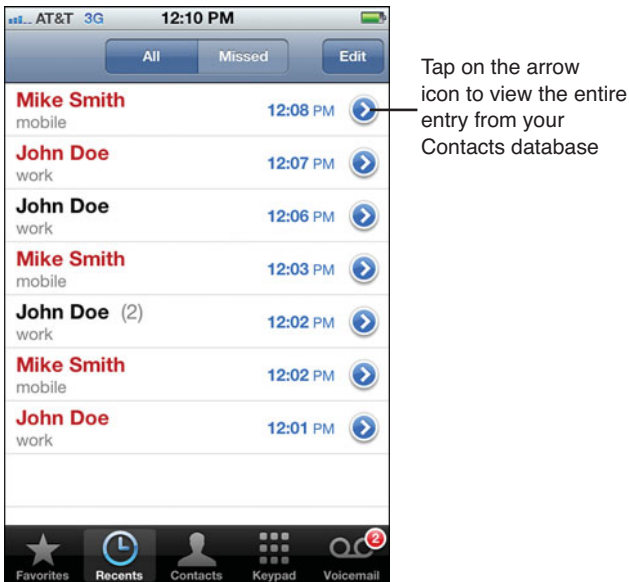 AT&T 3G 12:10 PM
All Missed Edit
Mike Smith
mobile
12:08 PM
John Doe
work
12:07 PM
John Doe
work
12:06 PM
Mike Smith
mobile
12:03 PM
John Doe (2)
work
12:02 PM
Mike Smith
mobile
12:02 PM
John Doe
work
12:01 PM
Favorites Recents Contacts Keypad Voicemail
2
Tap on the arrow
icon to view the entire
entry from your
Contacts database